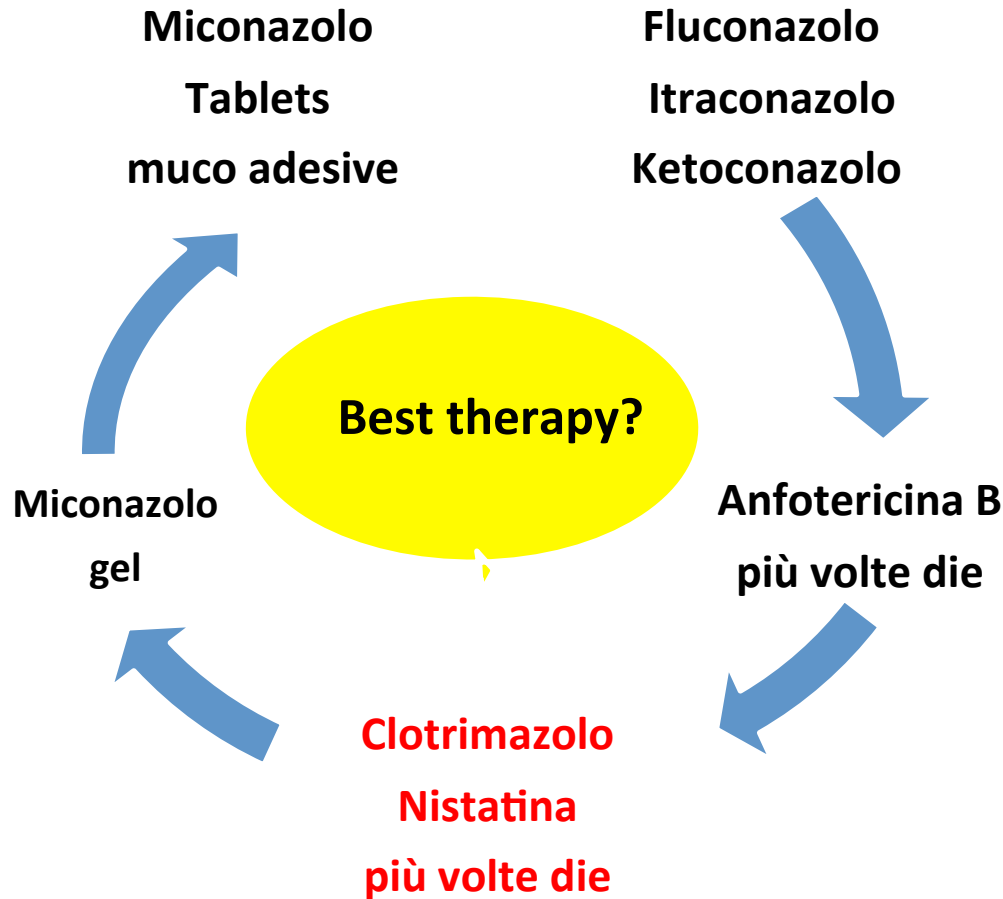 Miconazolo
Tablets
muco adesive
Fluconazolo
Itraconazolo
Ketoconazolo
Best therapy?
Anfotericina B
più volte die
Clotrimazolo
Nistatina
più volte die
Miconazolo
gel